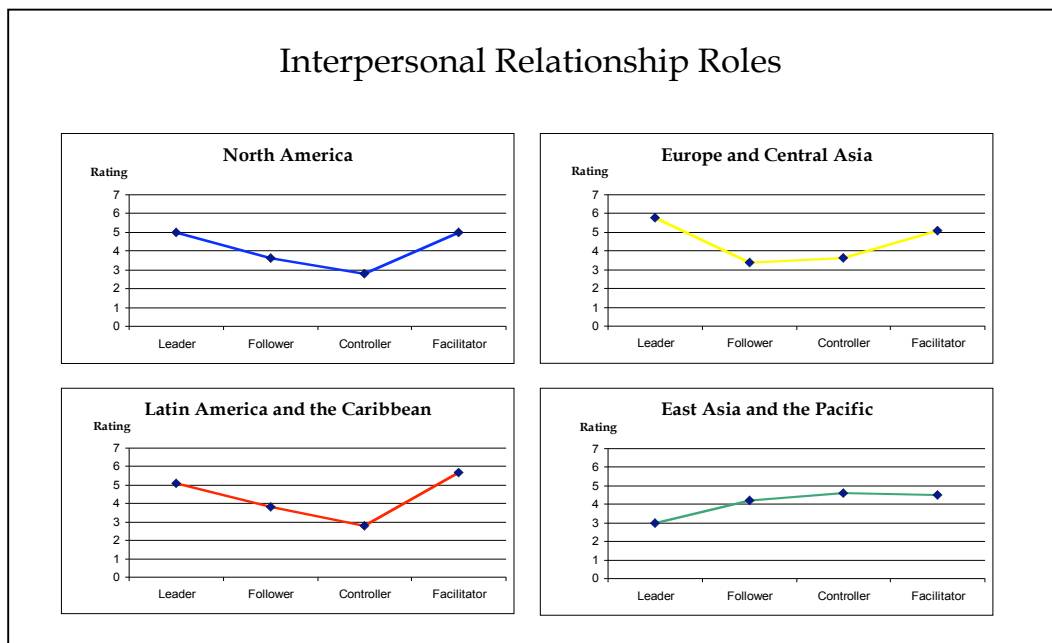 Interpersonal Relationship Roles
North America
Rating
7
6
5
4
3
2
1
0
Leader Follower Controller Facilitator
Europe and Central Asia
Rating
7
6
5
4
3
2
1
0
Leader Follower Controller Facilitator
Latin America and the Caribbean
Rating
7
6
5
4
3
2
1
0
Leader Follower Controller Facilitator
East Asia and the Pacific
Rating
7
6
5
4
3
2
1
0
Leader Follower Controller Facilitator